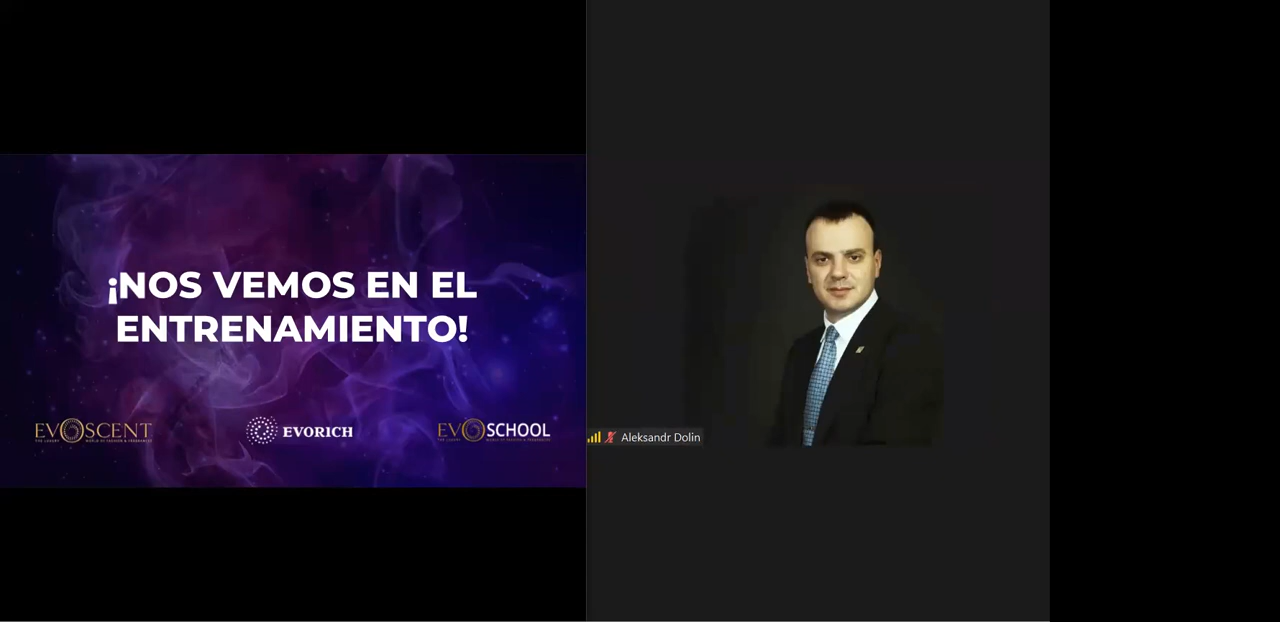 ¡NOS VEMOS EN EL
ENTRENAMIENTO!
EVOSCENT
EVORICH
EVOSCHOOL
Aleksandr Dolin